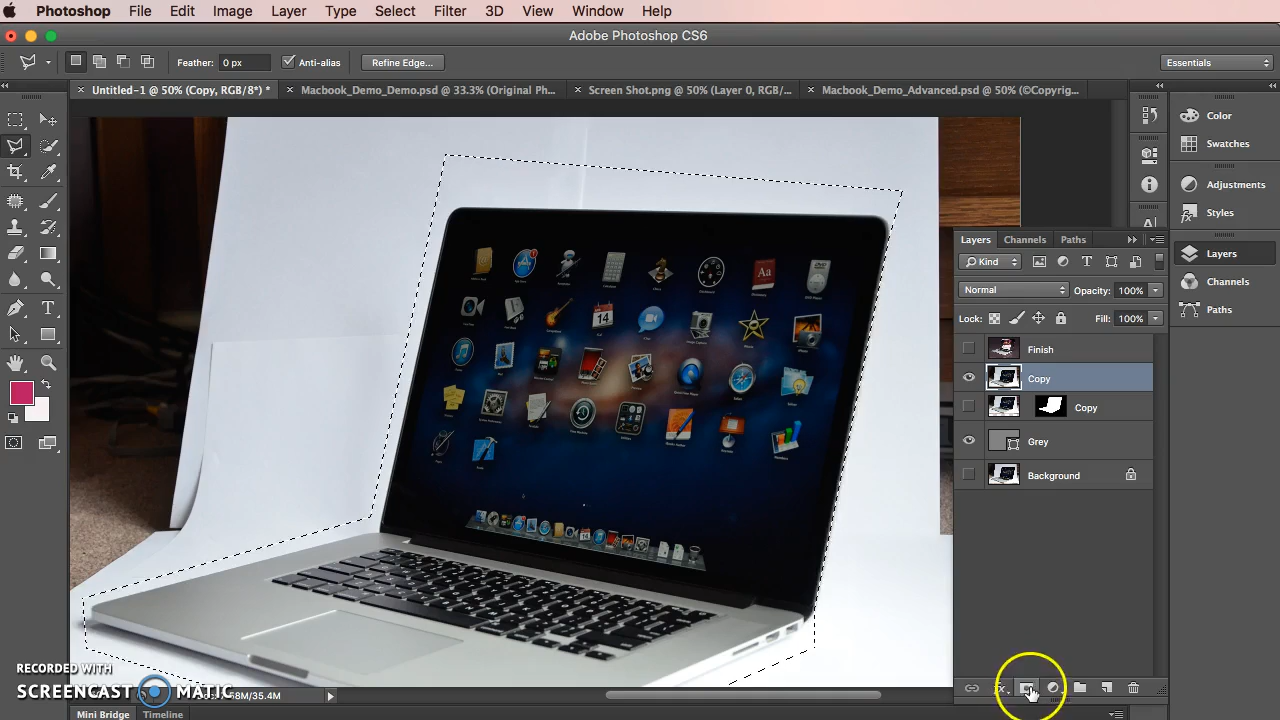 Photoshop File Edit Image Layer Type Select Filter 3D View Window Help
Adobe Photoshop CS6
Feather: 0 px Anti-alias Refine Edge... Essentials
Untitled-1 @ 50% (Copy, RGB/8*) * Macbook_Demo_Demo.psd @ 33.3% (Original Ph... Screen Shot.png @ 50% (Layer 0, RGB/... Macbook_Demo_Advanced.psd @ 50% (©Copyrig...
Color
Swatches
Adjustments
Styles
Layers
Channels
Paths
Layers Channels Paths
Kind
Normal Opacity: 100%
Lock: Fill: 100%
Finish
Copy
Copy
Grey
Background
fx
RECORDED WITH
SCREENCAST MATIC
M/35.4M
Mini Bridge Timeline